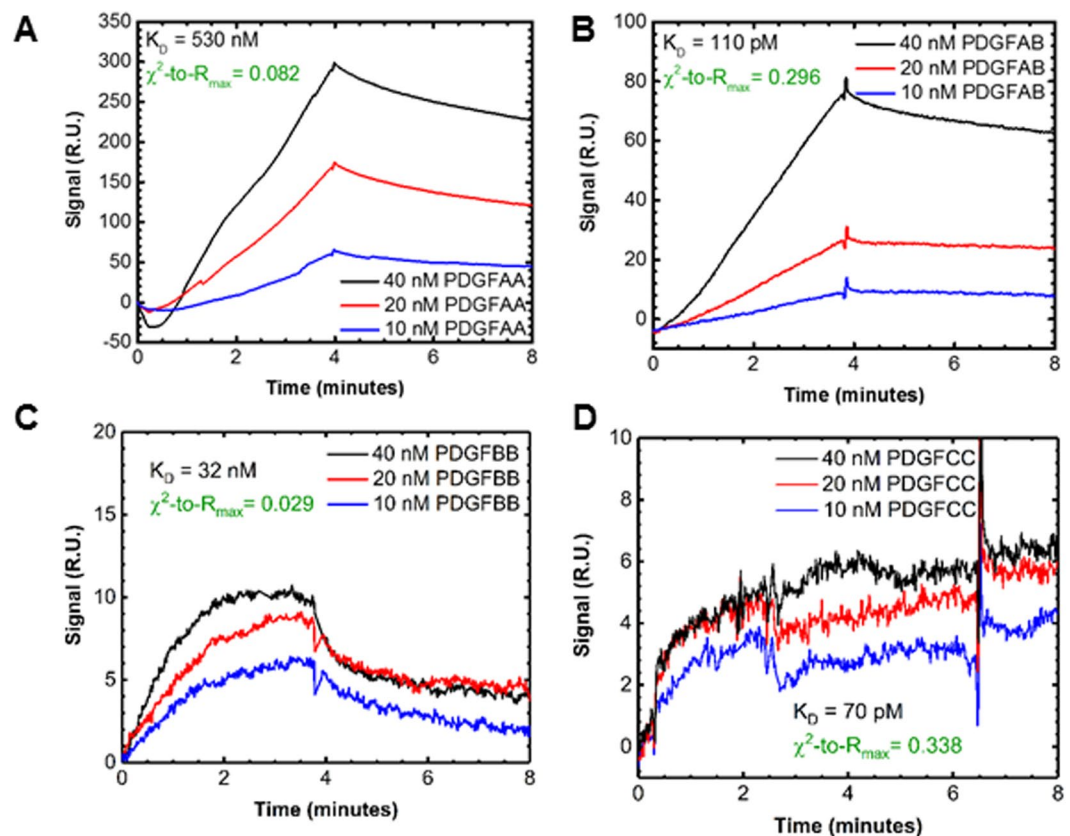 A
K_D = 530 nM
χ²-to-R_max = 0.082
350
300
250
200
150
100
50
0
-50
Signal (R.U.)
40 nM PDGFAA
20 nM PDGFAA
10 nM PDGFAA
0 2 4 6 8
Time (minutes)
B
K_D = 110 pM
χ²-to-R_max = 0.296
40 nM PDGFAB
20 nM PDGFAB
10 nM PDGFAB
100
80
60
40
20
0
Signal (R.U.)
0 2 4 6 8
Time (minutes)
C
20
15
10
5
0
Signal (R.U.)
K_D = 32 nM
χ²-to-R_max = 0.029
40 nM PDGFBB
20 nM PDGFBB
10 nM PDGFBB
0 2 4 6 8
Time (minutes)
D
10
8
6
4
2
0
Signal (R.U.)
40 nM PDGFCC
20 nM PDGFCC
10 nM PDGFCC
K_D = 70 pM
χ²-to-R_max = 0.338
0 2 4 6 8
Time (minutes)